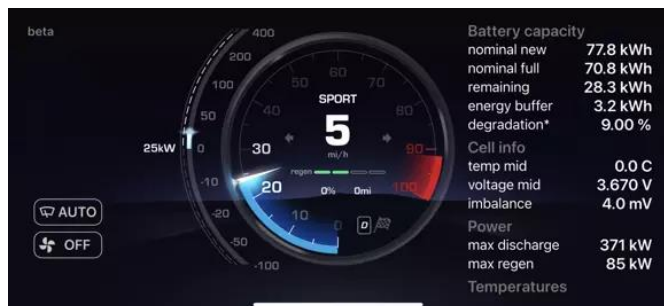 beta
400
200
100
50
0
-10
-20
-50
-100
25kW
60
50
70
40
80
SPORT
5
mi/h
30
90
regen
20
0%
0mi
100
10
0
D
AUTO
OFF
Battery capacity
nominal new 77.8 kWh
nominal full 70.8 kWh
remaining 28.3 kWh
energy buffer 3.2 kWh
degradation* 9.00 %
Cell info
temp mid 0.0 C
voltage mid 3.670 V
imbalance 4.0 mV
Power
max discharge 371 kW
max regen 85 kW
Temperatures